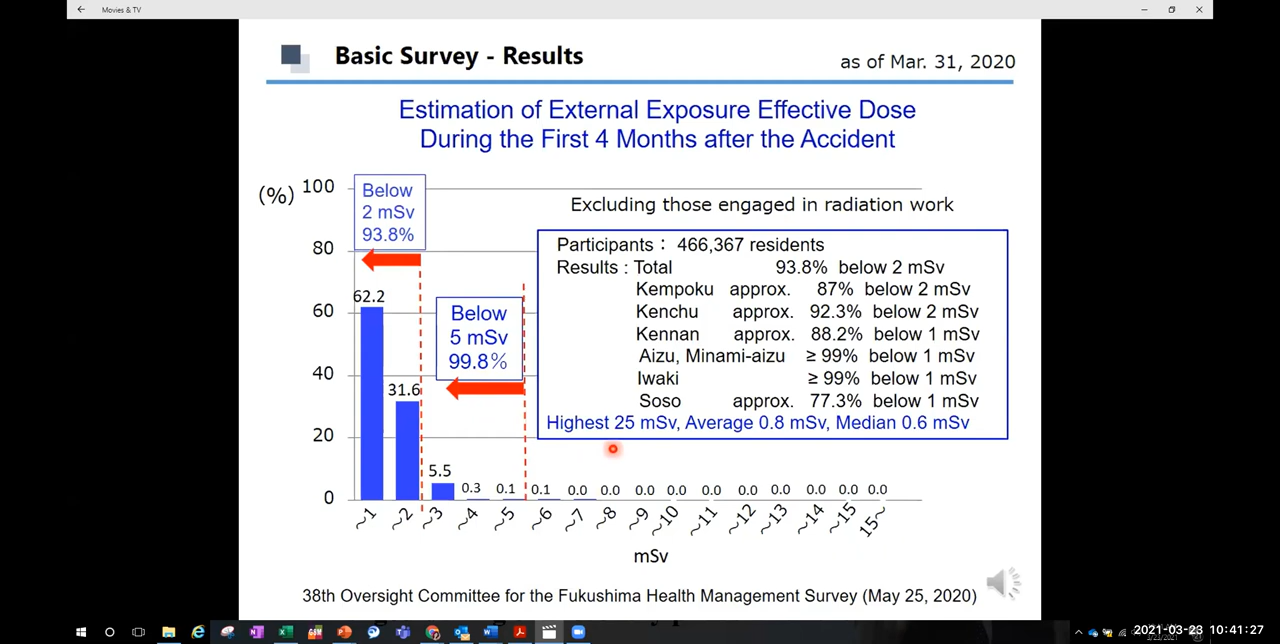 Movies & TV
Basic Survey - Results
as of Mar. 31, 2020
Estimation of External Exposure Effective Dose
During the First 4 Months after the Accident
(%)
100
80
60
40
20
0
Below
2 mSv
93.8%
Below
5 mSv
99.8%
Excluding those engaged in radiation work
Participants : 466,367 residents
Results : Total 93.8% below 2 mSv
Kempoku approx. 87% below 2 mSv
Kenchu approx. 92.3% below 2 mSv
Kennan approx. 88.2% below 1 mSv
Aizu, Minami-aizu ≥ 99% below 1 mSv
Iwaki ≥ 99% below 1 mSv
Soso approx. 77.3% below 1 mSv
Highest 25 mSv, Average 0.8 mSv, Median 0.6 mSv
62.2 31.6 5.5 0.3 0.1 0.1 0.0 0.0 0.0 0.0 0.0 0.0 0.0 0.0 0.0 0.0
~1 ~2 ~3 ~4 ~5 ~6 ~7 ~8 ~9 ~10 ~11 ~12 ~13 ~14 ~15 15~
mSv
38th Oversight Committee for the Fukushima Health Management Survey (May 25, 2020)
2021-03-23 10:41:27